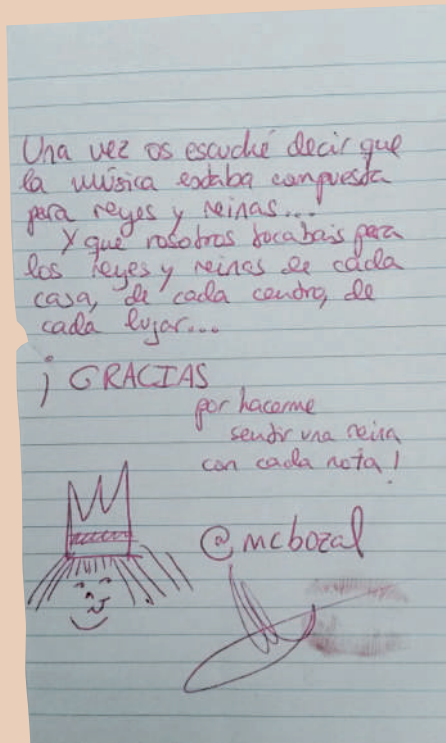 Una vez os escuché decir que
la música estaba compuesta
para reyes y reinas...
Y que vosotros tocabais para
los reyes y reinas de cada
casa, de cada centro, de
cada lugar...
¡ GRACIAS
por hacerme
sentir una reina
con cada nota!
@mcbozal